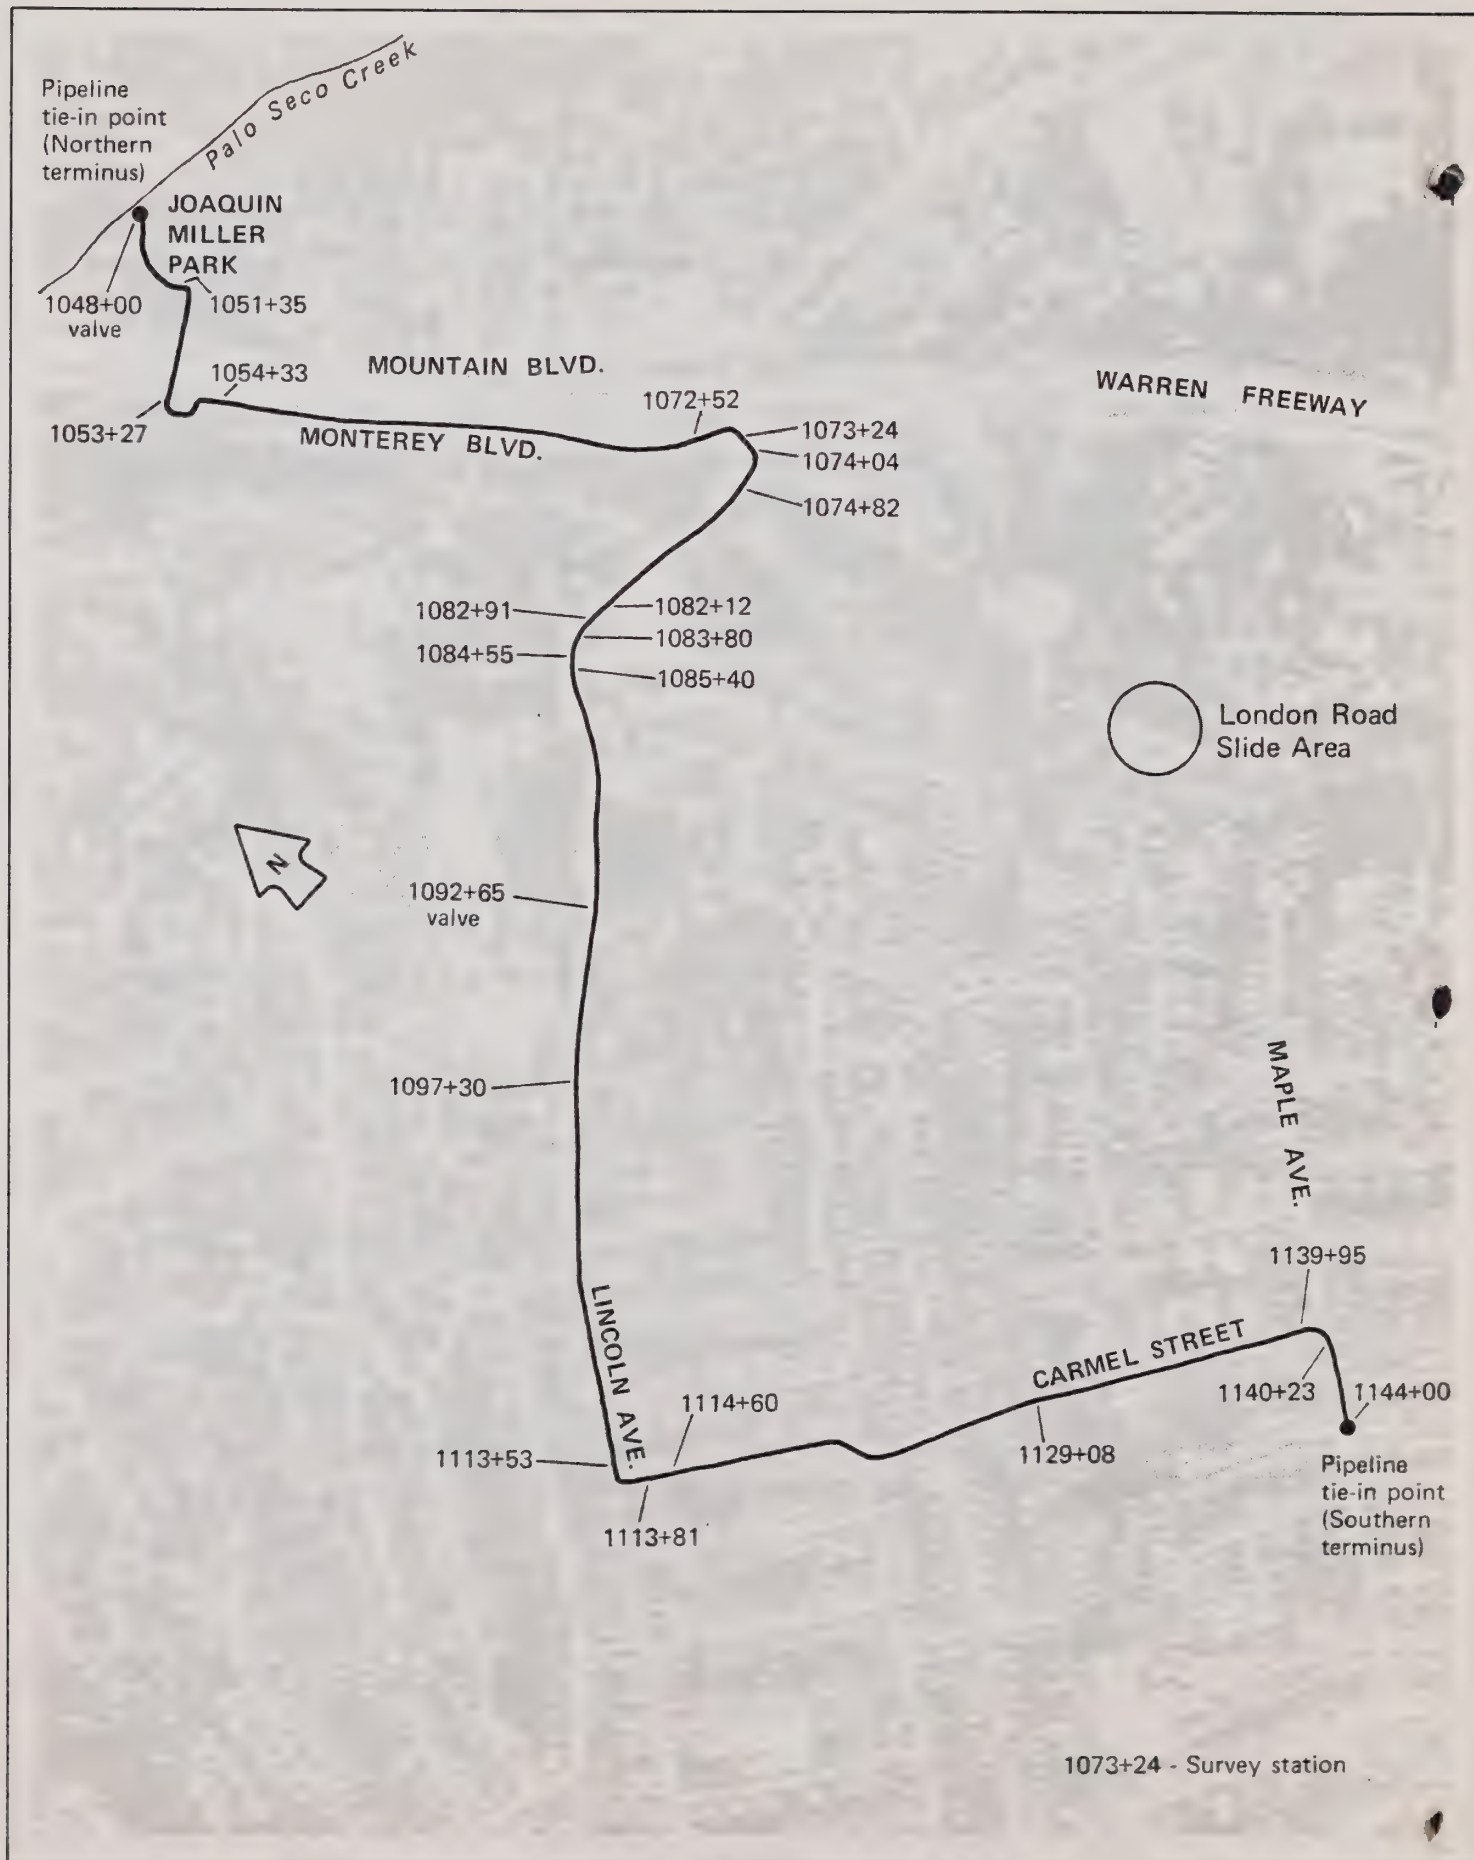 Palo Seco Creek
Pipeline
tie-in point
(Northern
terminus)
JOAQUIN
MILLER
PARK
1048+00
valve
1051+35
1054+33
MOUNTAIN BLVD.
1053+27
MONTEREY BLVD.
1072+52
WARREN FREEWAY
1073+24
1074+04
1074+82
1082+91
1082+12
1083+80
1084+55
1085+40
London Road
Slide Area
N
1092+65
valve
1097+30
MAPLE AVE.
LINCOLN AVE.
1139+95
CARMEL STREET
1140+23
1144+00
1114+60
1113+53
1129+08
1113+81
Pipeline
tie-in point
(Southern
terminus)
1073+24 - Survey station